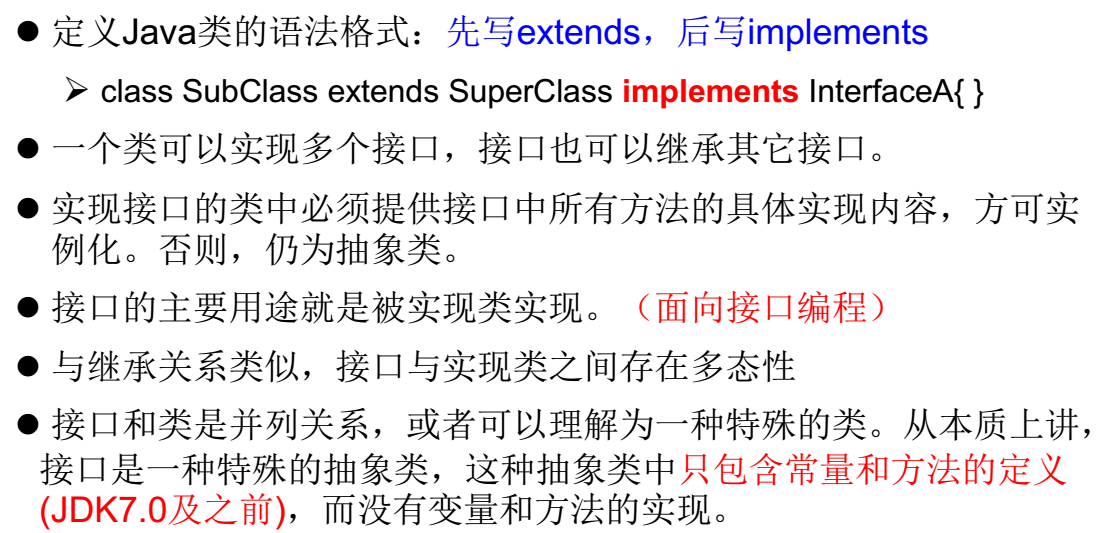 ● 定义Java类的语法格式：先写extends，后写implements
➢ class SubClass extends SuperClass implements InterfaceA{ }
● 一个类可以实现多个接口，接口也可以继承其它接口。
● 实现接口的类中必须提供接口中所有方法的具体实现内容，方可实
例化。否则，仍为抽象类。
● 接口的主要用途就是被实现类实现。（面向接口编程）
● 与继承关系类似，接口与实现类之间存在多态性
● 接口和类是并列关系，或者可以理解为一种特殊的类。从本质上讲，
接口是一种特殊的抽象类，这种抽象类中只包含常量和方法的定义
(JDK7.0及之前)，而没有变量和方法的实现。